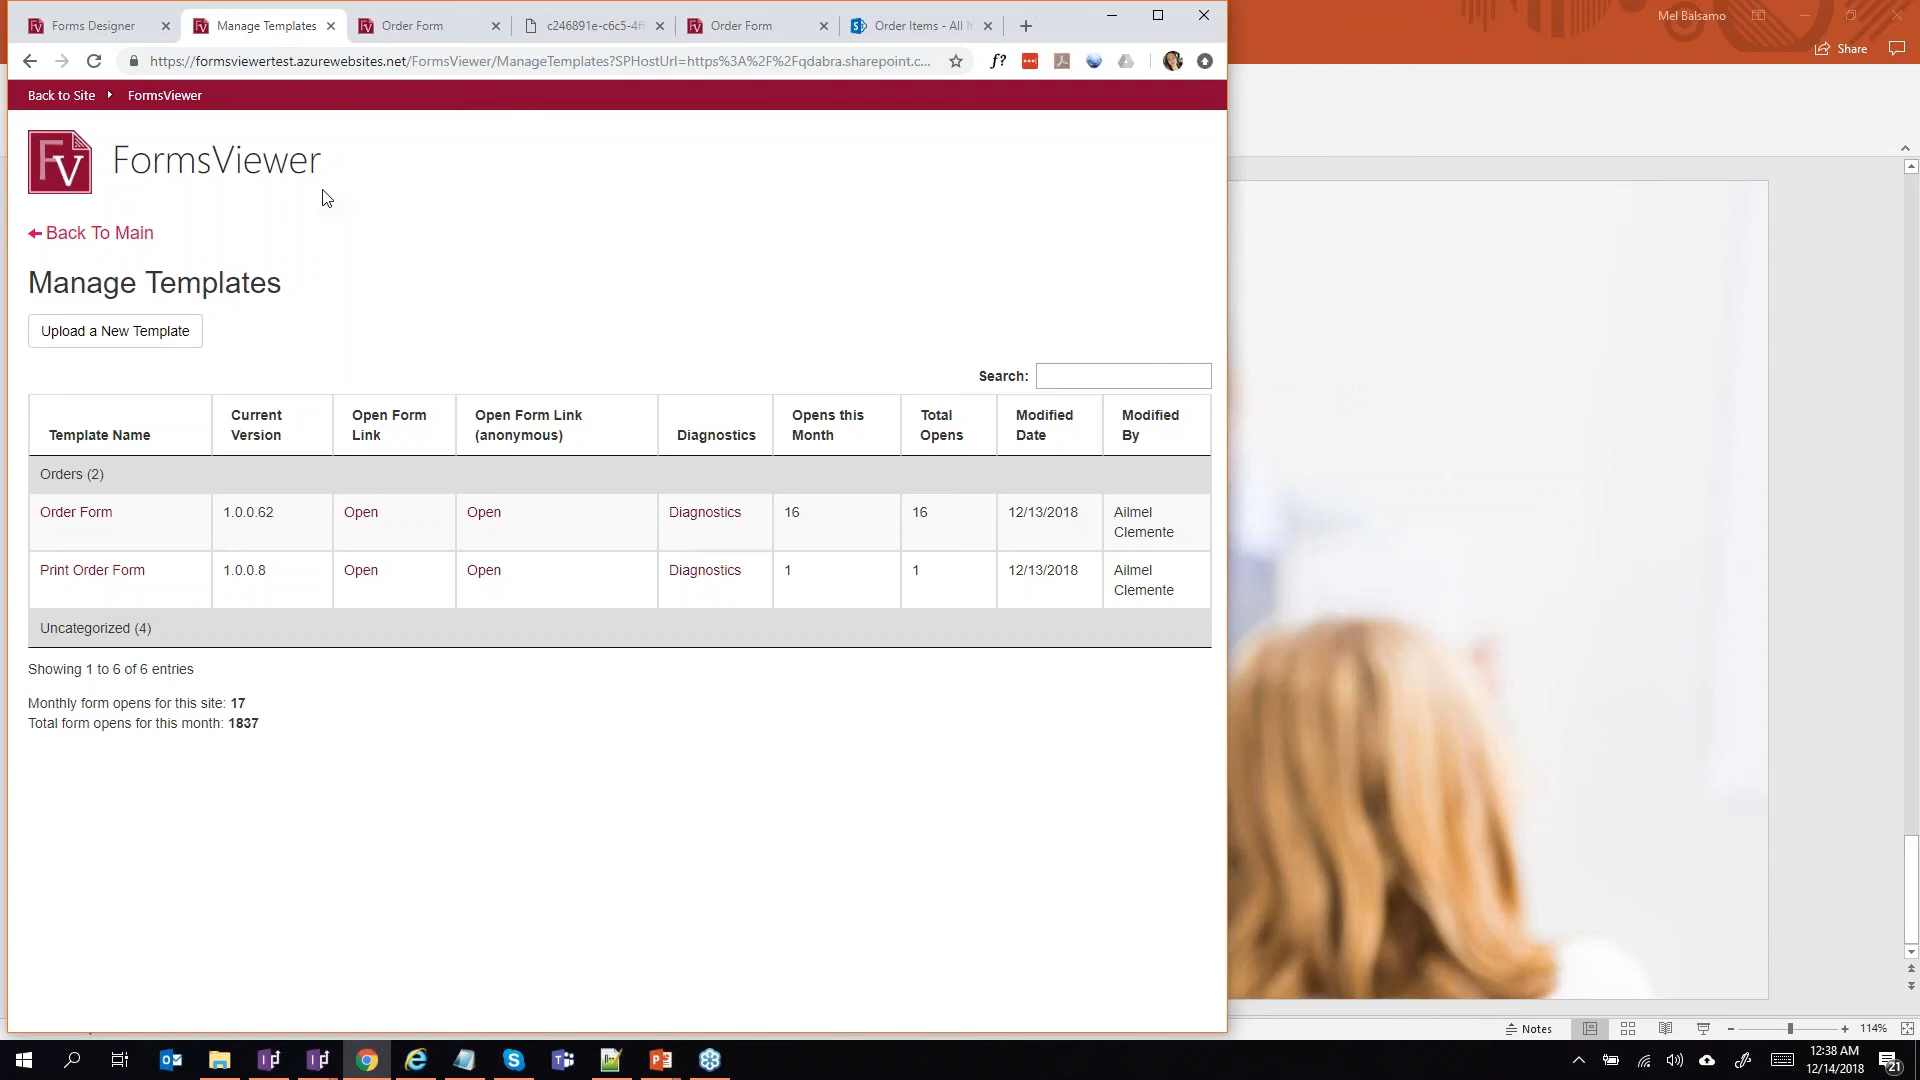 Forms Designer
Manage Templates
Order Form
c246891e-c6c5-4f
Order Form
Order Items - All I
Mel Balsamo
https://formsviewertest.azurewebsites.net/FormsViewer/ManageTemplates?SPHostUrl=https%3A%2F%2Fqdabra.sharepoint.c...
f?
Share
Back to Site
FormsViewer
FV
FormsViewer
Back To Main
Manage Templates
Upload a New Template
Search:
Template Name
Current Version
Open Form Link
Open Form Link (anonymous)
Diagnostics
Opens this Month
Total Opens
Modified Date
Modified By
Orders (2)
Order Form
1.0.0.62
Open
Open
Diagnostics
16
16
12/13/2018
Ailmel Clemente
Print Order Form
1.0.0.8
Open
Open
Diagnostics
1
1
12/13/2018
Ailmel Clemente
Uncategorized (4)
Showing 1 to 6 of 6 entries
Monthly form opens for this site: 17
Total form opens for this month: 1837
Notes
114%
12:38 AM
12/14/2018
21